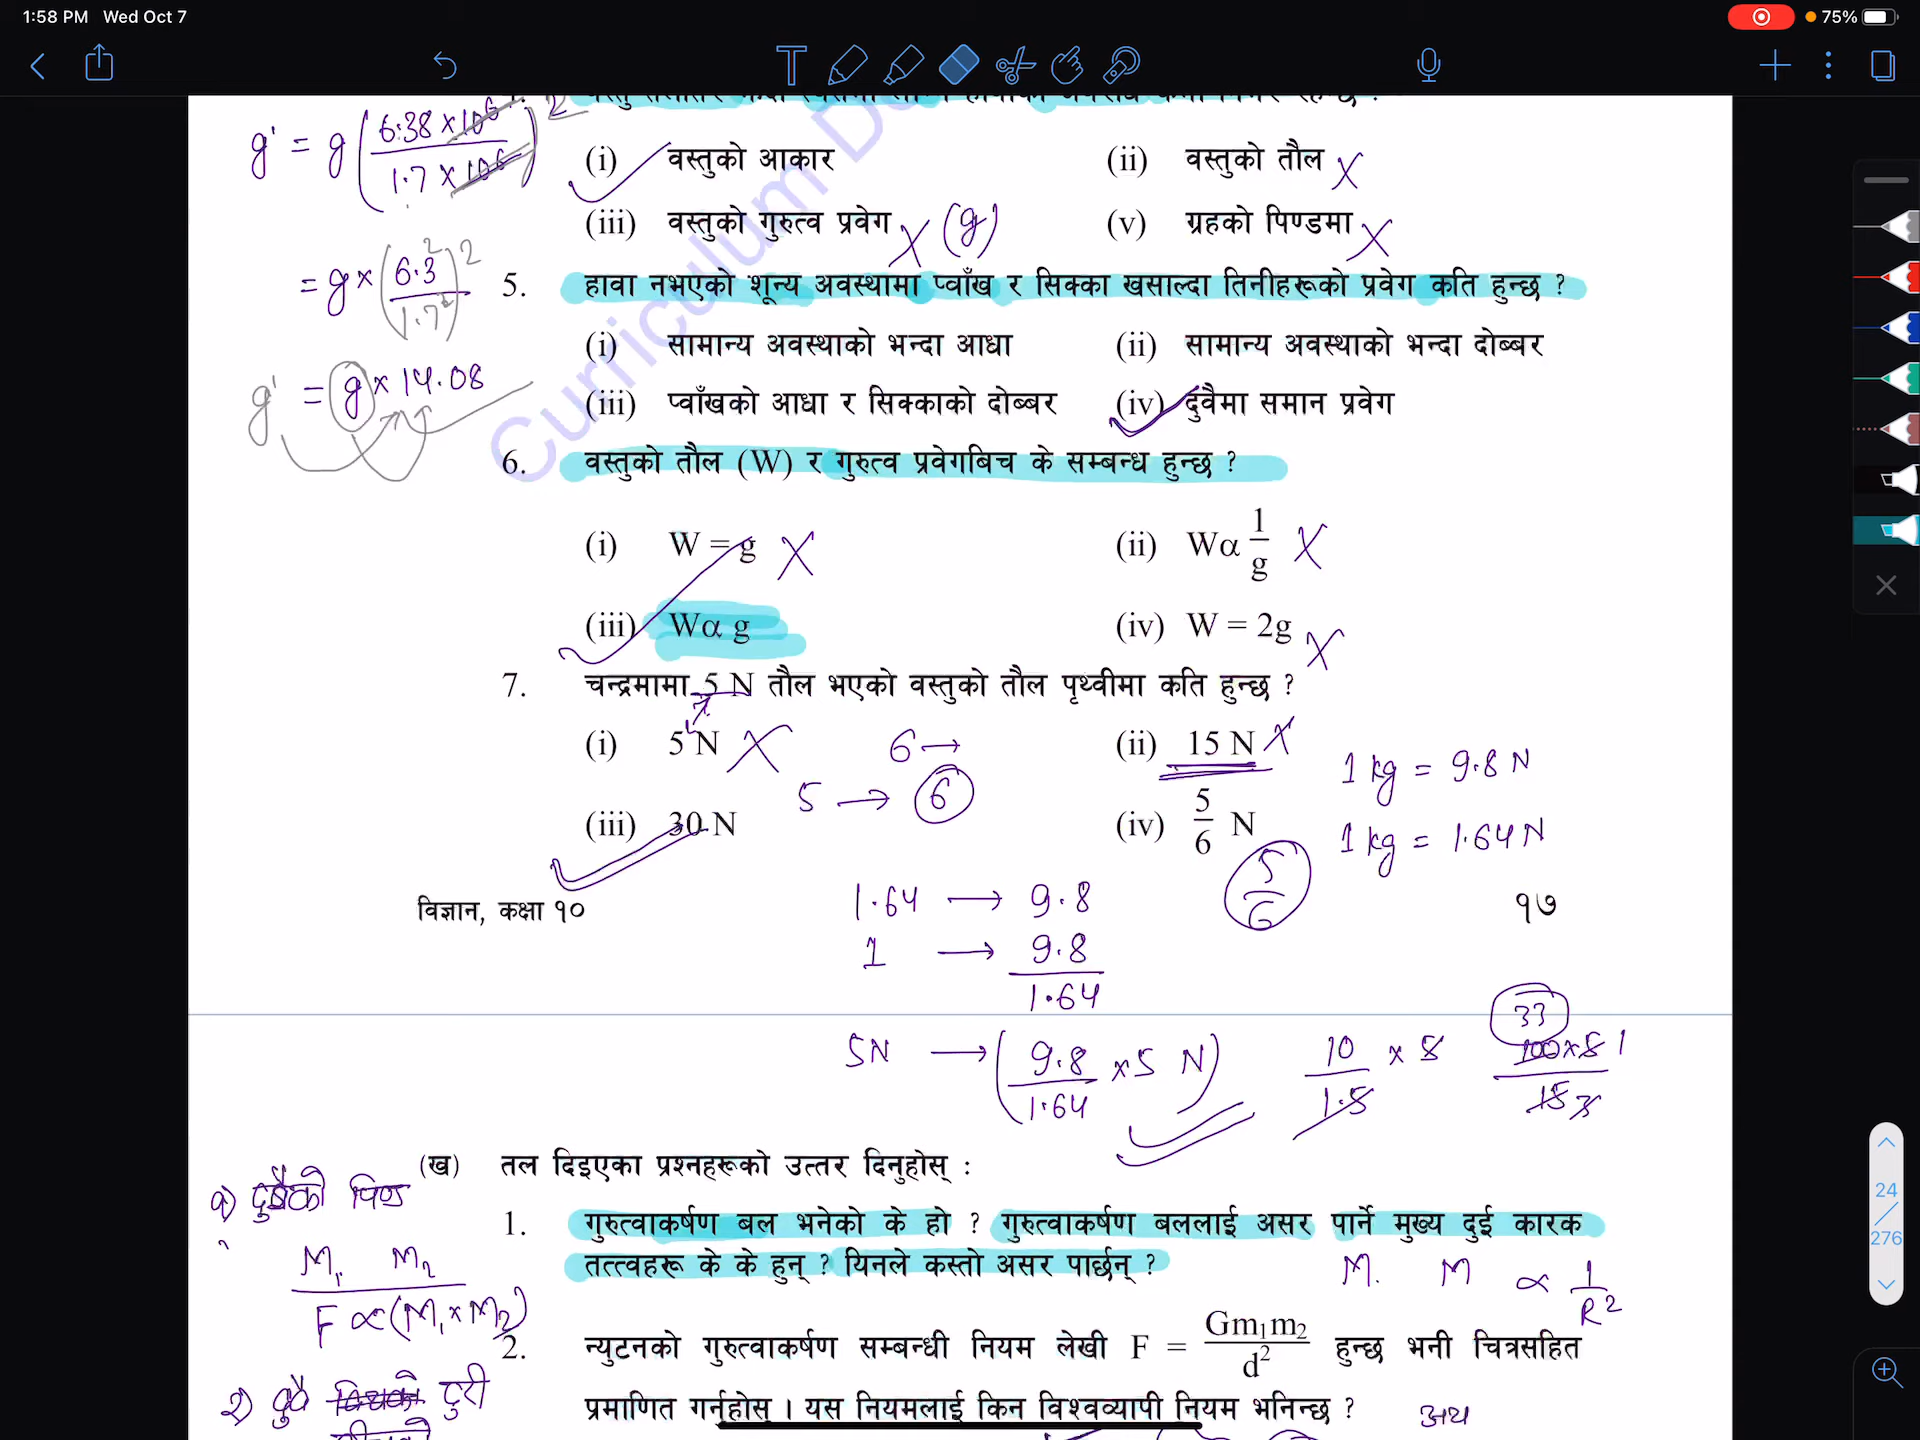 1:58 PM Wed Oct 7
75%
g' = g (6.38 × 10⁶ / 1.7 × 10⁶)²
(i) वस्तुको आकार
(ii) वस्तुको तौल X
(iii) वस्तुको गुरुत्व प्रवेग X (g)
(v) ग्रहको पिण्डमा X
= g × (6.3² / 1.7²)²
5. हावा नभएको शून्य अवस्थामा प्वाँख र सिक्का खसाल्दा तिनीहरूको प्रवेग कति हुन्छ ?
(i) सामान्य अवस्थाको भन्दा आधा
(ii) सामान्य अवस्थाको भन्दा दोब्बर
g' = g × 14.08
(iii) प्वाँखको आधा र सिक्काको दोब्बर
(iv) दुवैमा समान प्रवेग
6. वस्तुको तौल (W) र गुरुत्व प्रवेगबिच के सम्बन्ध हुन्छ ?
(i) W = g X
(ii) Wα 1/g X
(iii) Wα g
(iv) W = 2g X
7. चन्द्रमामा 5 N तौल भएको वस्तुको तौल पृथ्वीमा कति हुन्छ ?
(i) 5 N X
6 →
(ii) 15 N X
1 kg = 9.8 N
5 → 6
(iii) 30 N
(iv) 5/6 N
1 kg = 1.64 N
5/6
विज्ञान, कक्षा १०
१७
1.64 → 9.8
1 → 9.8/1.64
33
5N → (9.8/1.64 × 5 N)
10/1.5 × 5
100×5 1 / 15 3
(ख) तल दिइएका प्रश्नहरूको उत्तर दिनुहोस् :
1. गुरुत्वाकर्षण बल भनेको के हो ? गुरुत्वाकर्षण बललाई असर पार्ने मुख्य दुई कारक
तत्त्वहरू के के हुन् ? यिनले कस्तो असर पार्छन् ?
M₁ M₂
F ∝ (M₁ × M₂)
M. M ∝ 1/R²
2. न्युटनको गुरुत्वाकर्षण सम्बन्धी नियम लेखी F = Gm₁m₂/d² हुन्छ भनी चित्रसहित
प्रमाणित गर्नुहोस् । यस नियमलाई किन विश्वव्यापी नियम भनिन्छ ?
24
276
Curriculum